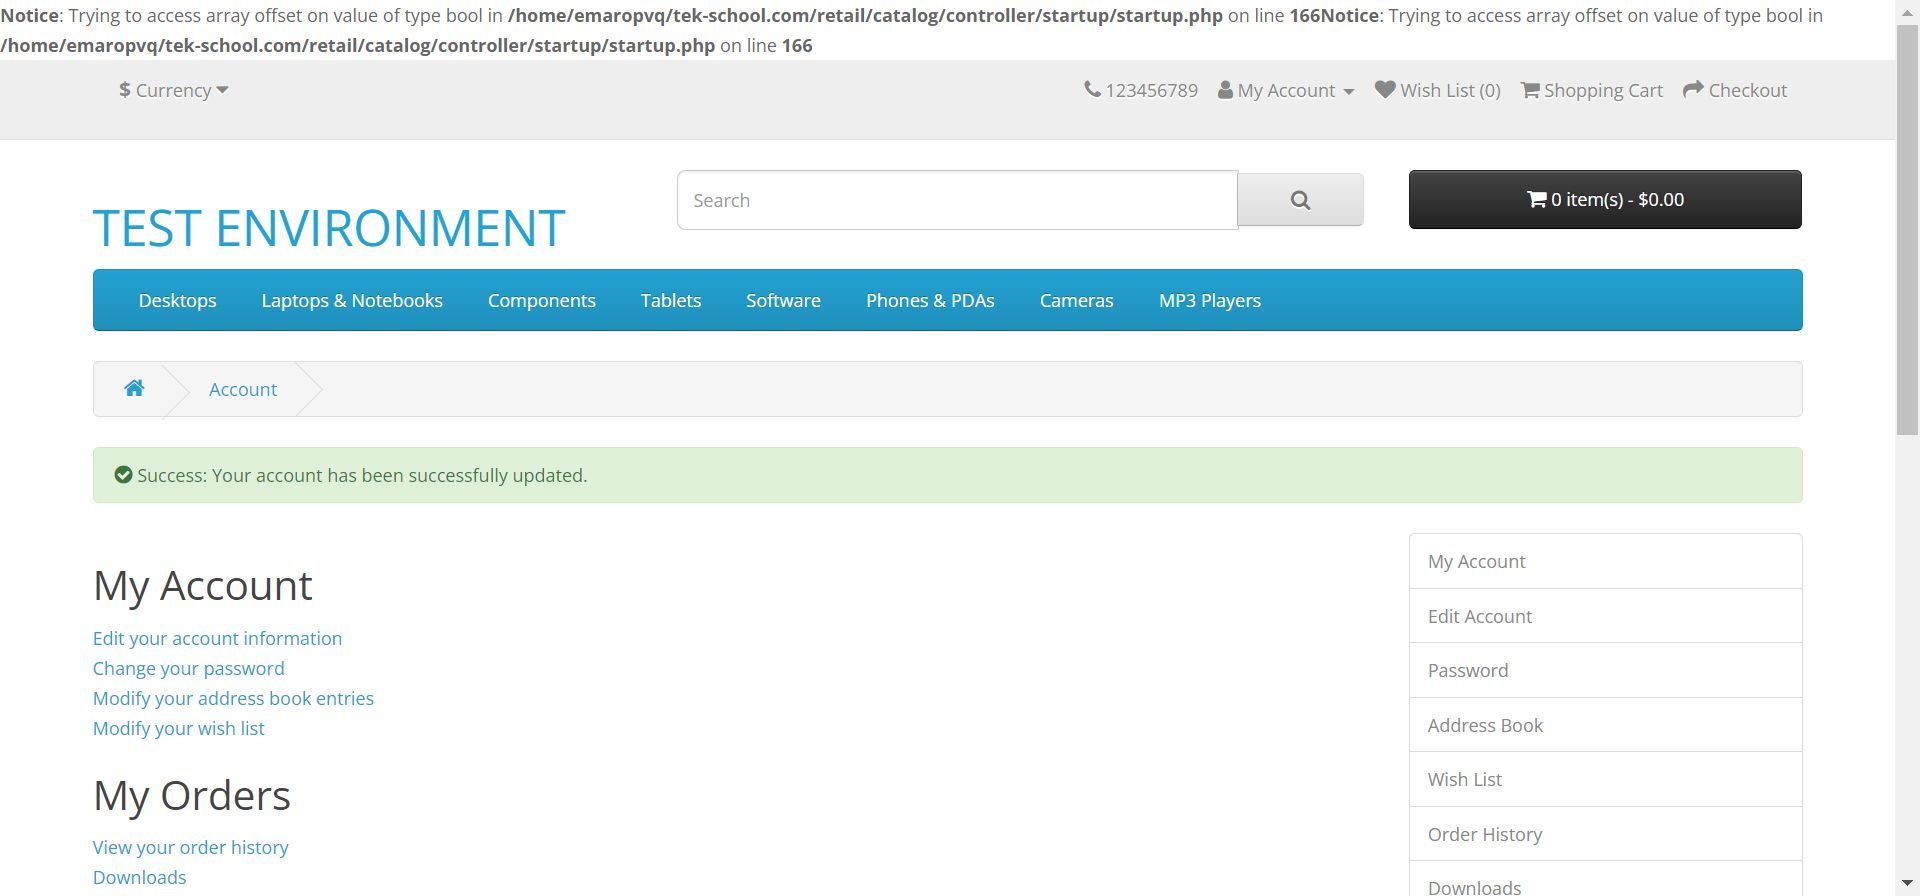 Notice: Trying to access array offset on value of type bool in /home/emaropvq/tek-school.com/retail/catalog/controller/startup/startup.php on line 166Notice: Trying to access array offset on value of type bool in
/home/emaropvq/tek-school.com/retail/catalog/controller/startup/startup.php on line 166
$ Currency
123456789 My Account Wish List (0) Shopping Cart Checkout
TEST ENVIRONMENT
Search
0 item(s) - $0.00
Desktops Laptops & Notebooks Components Tablets Software Phones & PDAs Cameras MP3 Players
Account
Success: Your account has been successfully updated.
My Account
Edit your account information
Change your password
Modify your address book entries
Modify your wish list
My Orders
View your order history
Downloads
My Account
Edit Account
Password
Address Book
Wish List
Order History
Downloads